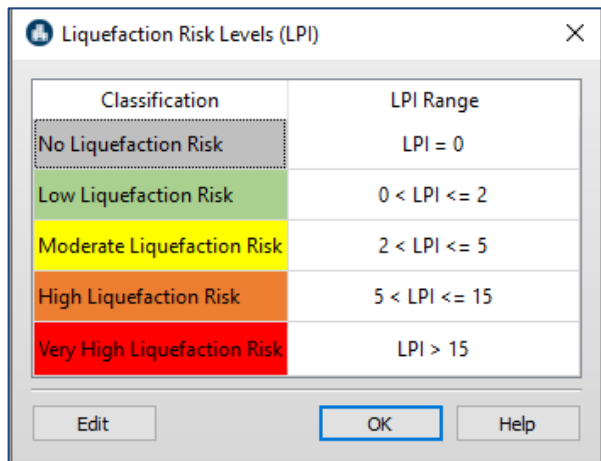 Liquefaction Risk Levels (LPI)
Classification LPI Range
No Liquefaction Risk LPI = 0
Low Liquefaction Risk 0 < LPI <= 2
Moderate Liquefaction Risk 2 < LPI <= 5
High Liquefaction Risk 5 < LPI <= 15
Very High Liquefaction Risk LPI > 15
Edit OK Help